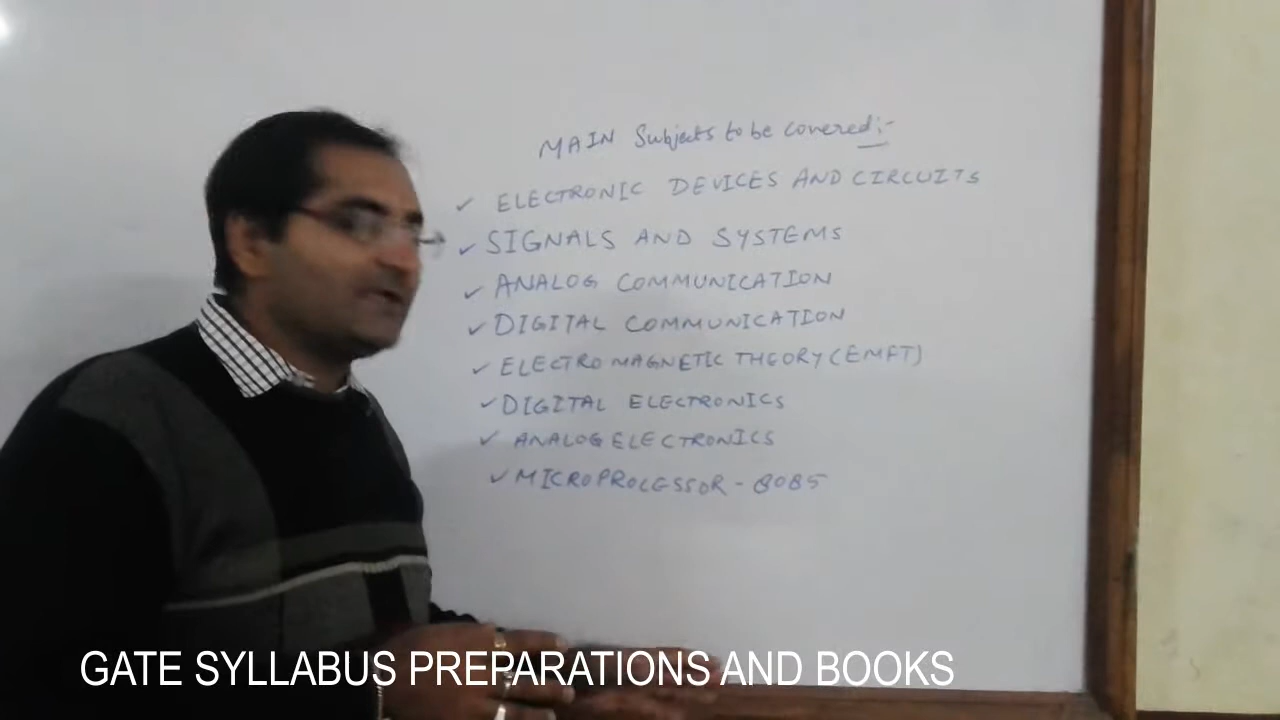 MAIN Subjects to be covered:-
✓ ELECTRONIC DEVICES AND CIRCUITS
✓ SIGNALS AND SYSTEMS
✓ ANALOG COMMUNICATION
✓ DIGITAL COMMUNICATION
✓ ELECTROMAGNETIC THEORY (EMFT)
✓ DIGITAL ELECTRONICS
✓ ANALOG ELECTRONICS
✓ MICROPROCESSOR - 8085
GATE SYLLABUS PREPARATIONS AND BOOKS